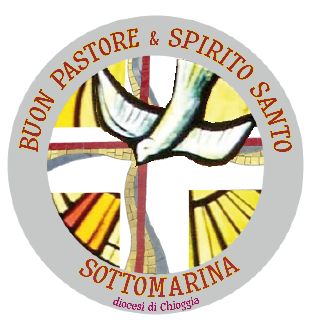 BUON PASTORE & SPIRITO SANTO
SOTTOMARINA
diocesi di Chioggia